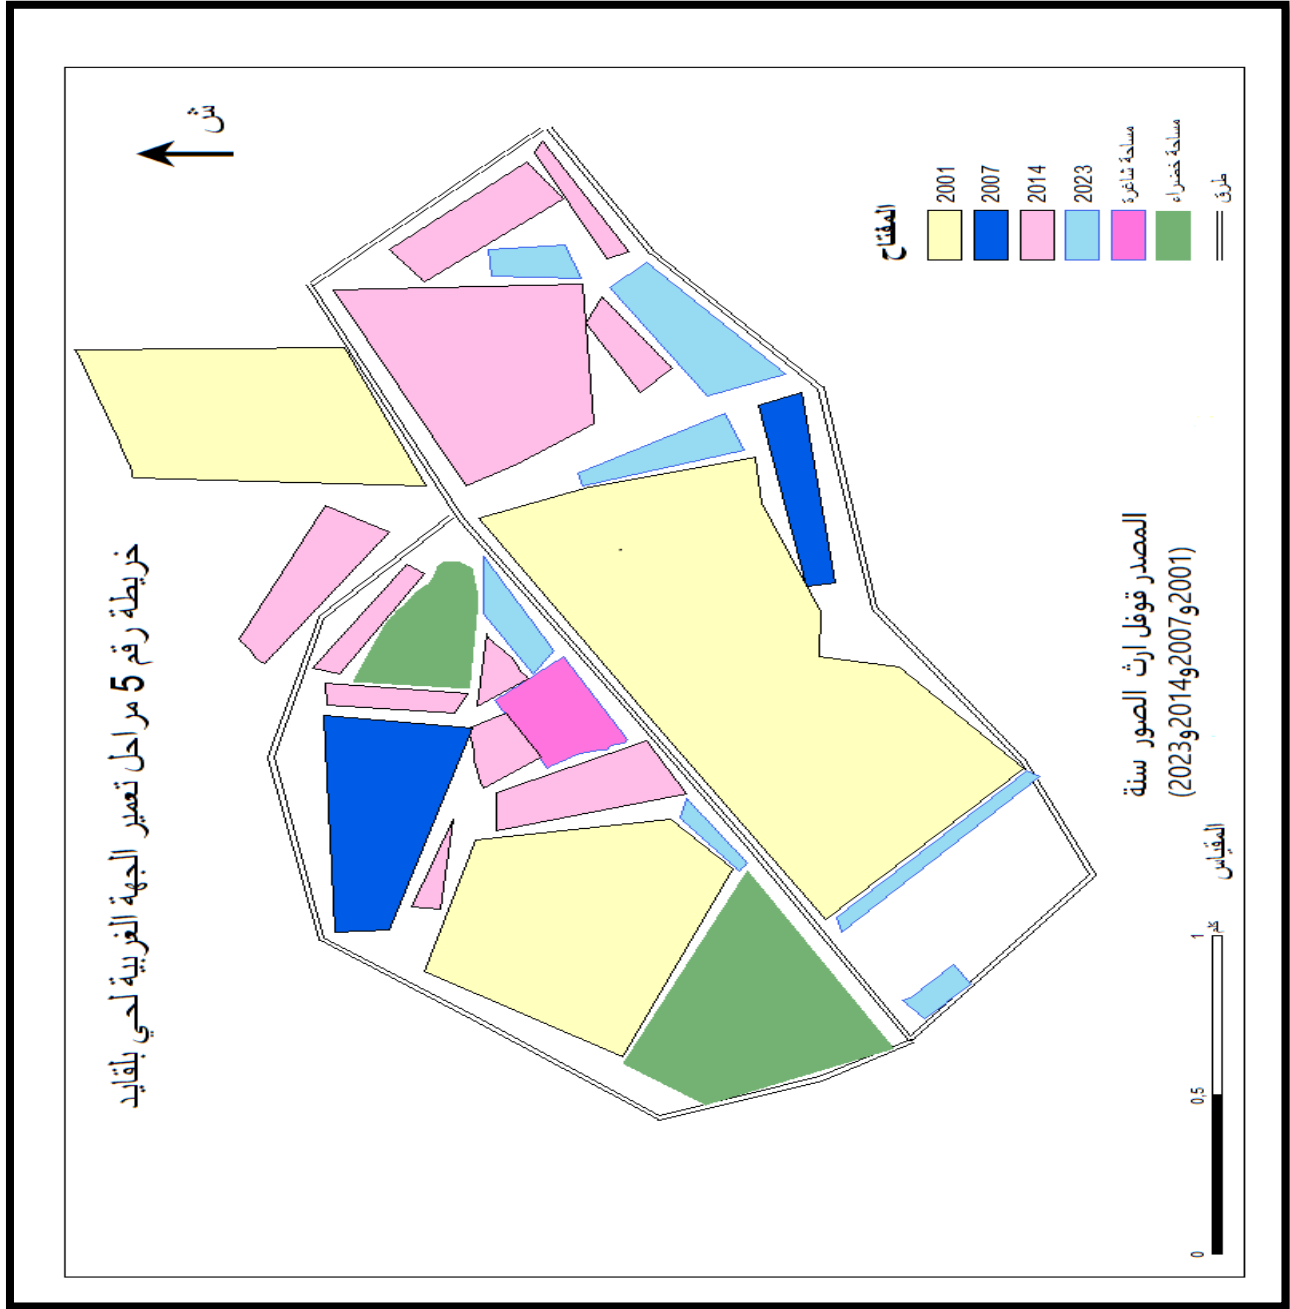 خريطة رقم 5 مراحل تعمير الجهة الغربية لحي بلقايد
ش
المفتاح
2001
2007
2014
2023
مساحة شاغرة
مساحة خضراء
طرق
المصدر قوقل ارث الصور سنة
(2001و2007و2014و2023)
المقياس
0 0,5 1 كلم